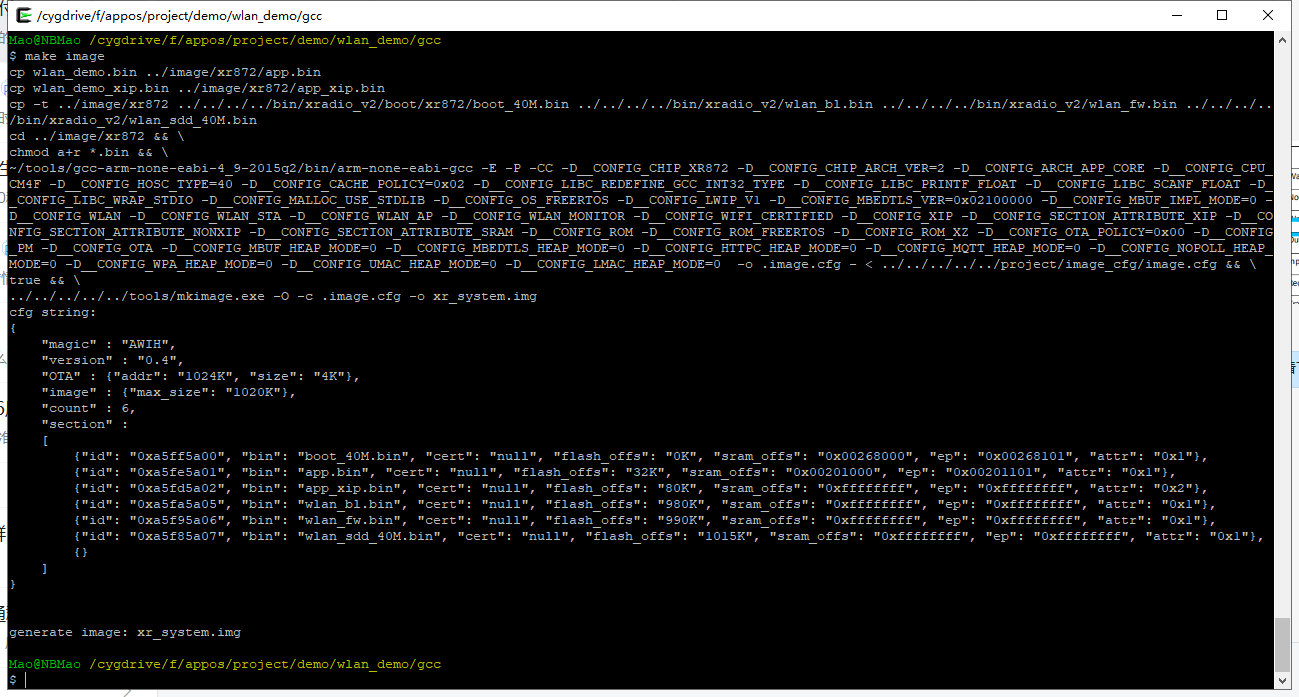 /cygdrive/f/appos/project/demo/wlan_demo/gcc
Mao@NBMao /cygdrive/f/appos/project/demo/wlan_demo/gcc
$ make image
cp wlan_demo.bin ../image/xr872/app.bin
cp wlan_demo_xip.bin ../image/xr872/app_xip.bin
cp -t ../image/xr872 ../../../../bin/xradio_v2/boot/xr872/boot_40M.bin ../../../../bin/xradio_v2/wlan_bl.bin ../../../../bin/xradio_v2/wlan_fw.bin ../../../..
/bin/xradio_v2/wlan_sdd_40M.bin
cd ../image/xr872 && \
chmod a+r *.bin && \
~/tools/gcc-arm-none-eabi-4_9-2015q2/bin/arm-none-eabi-gcc -E -P -CC -D__CONFIG_CHIP_XR872 -D__CONFIG_CHIP_ARCH_VER=2 -D__CONFIG_ARCH_APP_CORE -D__CONFIG_CPU_
CM4F -D__CONFIG_HOSC_TYPE=40 -D__CONFIG_CACHE_POLICY=0x02 -D__CONFIG_LIBC_REDEFINE_GCC_INT32_TYPE -D__CONFIG_LIBC_PRINTF_FLOAT -D__CONFIG_LIBC_SCANF_FLOAT -D_
_CONFIG_LIBC_WRAP_STDIO -D__CONFIG_MALLOC_USE_STDLIB -D__CONFIG_OS_FREERTOS -D__CONFIG_LWIP_V1 -D__CONFIG_MBEDTLS_VER=0x02100000 -D__CONFIG_MBUF_IMPL_MODE=0 -
D__CONFIG_WLAN -D__CONFIG_WLAN_STA -D__CONFIG_WLAN_AP -D__CONFIG_WLAN_MONITOR -D__CONFIG_WIFI_CERTIFIED -D__CONFIG_XIP -D__CONFIG_SECTION_ATTRIBUTE_XIP -D__CO
NFIG_SECTION_ATTRIBUTE_NONXIP -D__CONFIG_SECTION_ATTRIBUTE_SRAM -D__CONFIG_ROM -D__CONFIG_ROM_FREERTOS -D__CONFIG_ROM_XZ -D__CONFIG_OTA_POLICY=0x00 -D__CONFIG
_PM -D__CONFIG_OTA -D__CONFIG_MBUF_HEAP_MODE=0 -D__CONFIG_MBEDTLS_HEAP_MODE=0 -D__CONFIG_HTTPC_HEAP_MODE=0 -D__CONFIG_MQTT_HEAP_MODE=0 -D__CONFIG_NOPOLL_HEAP_
MODE=0 -D__CONFIG_WPA_HEAP_MODE=0 -D__CONFIG_UMAC_HEAP_MODE=0 -D__CONFIG_LMAC_HEAP_MODE=0  -o .image.cfg - < ../../../../../project/image_cfg/image.cfg && \
true && \
../../../../../tools/mkimage.exe -O -c .image.cfg -o xr_system.img
cfg string:
{
    "magic" : "AWIH",
    "version" : "0.4",
    "OTA" : {"addr": "1024K", "size": "4K"},
    "image" : {"max_size": "1020K"},
    "count" : 6,
    "section" :
    [
        {"id": "0xa5ff5a00", "bin": "boot_40M.bin", "cert": "null", "flash_offs": "0K", "sram_offs": "0x00268000", "ep": "0x00268101", "attr": "0x1"},
        {"id": "0xa5fe5a01", "bin": "app.bin", "cert": "null", "flash_offs": "32K", "sram_offs": "0x00201000", "ep": "0x00201101", "attr": "0x1"},
        {"id": "0xa5fd5a02", "bin": "app_xip.bin", "cert": "null", "flash_offs": "80K", "sram_offs": "0xffffffff", "ep": "0xffffffff", "attr": "0x2"},
        {"id": "0xa5fa5a05", "bin": "wlan_bl.bin", "cert": "null", "flash_offs": "980K", "sram_offs": "0xffffffff", "ep": "0xffffffff", "attr": "0x1"},
        {"id": "0xa5f95a06", "bin": "wlan_fw.bin", "cert": "null", "flash_offs": "990K", "sram_offs": "0xffffffff", "ep": "0xffffffff", "attr": "0x1"},
        {"id": "0xa5f85a07", "bin": "wlan_sdd_40M.bin", "cert": "null", "flash_offs": "1015K", "sram_offs": "0xffffffff", "ep": "0xffffffff", "attr": "0x1"},
        {}
    ]
}
generate image: xr_system.img
Mao@NBMao /cygdrive/f/appos/project/demo/wlan_demo/gcc
$